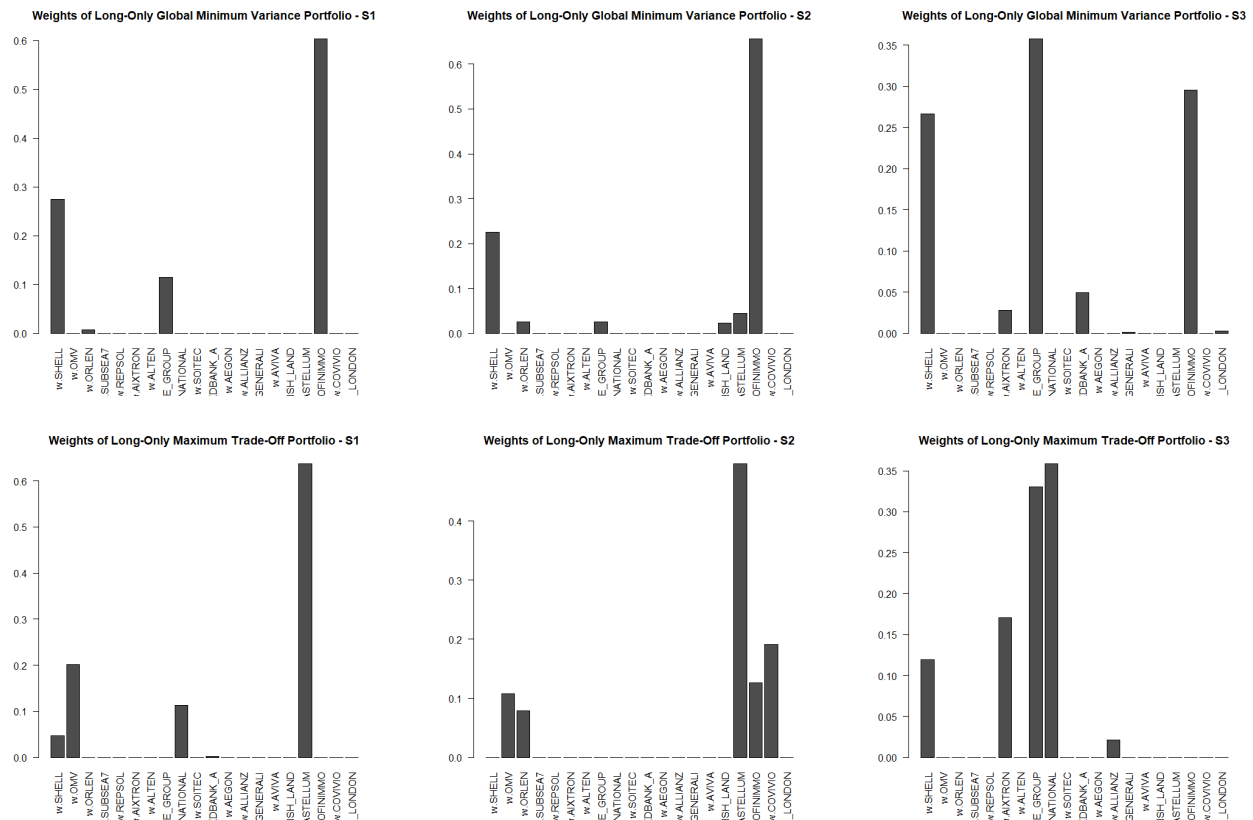 Weights of Long-Only Global Minimum Variance Portfolio - S1
0.6
0.5
0.4
0.3
0.2
0.1
0.0
w.SHELL
w.OMV
w.ORLEN
.SUBSEA7
w.REPSOL
.AIXTRON
w.ALTEN
E_GROUP
NATIONAL
w.SOITEC
EDBANK_A
w.AEGON
w.ALLIANZ
GENERALI
w.AVIVA
ISH_LAND
ASTELLUM
OFINIMMO
w.COVIVIO
_LONDON
Weights of Long-Only Global Minimum Variance Portfolio - S2
0.6
0.5
0.4
0.3
0.2
0.1
0.0
w.SHELL
w.OMV
w.ORLEN
.SUBSEA7
w.REPSOL
.AIXTRON
w.ALTEN
E_GROUP
NATIONAL
w.SOITEC
EDBANK_A
w.AEGON
w.ALLIANZ
GENERALI
w.AVIVA
ISH_LAND
ASTELLUM
OFINIMMO
w.COVIVIO
_LONDON
Weights of Long-Only Global Minimum Variance Portfolio - S3
0.35
0.30
0.25
0.20
0.15
0.10
0.05
0.00
w.SHELL
w.OMV
w.ORLEN
.SUBSEA7
w.REPSOL
.AIXTRON
w.ALTEN
E_GROUP
NATIONAL
w.SOITEC
EDBANK_A
w.AEGON
w.ALLIANZ
GENERALI
w.AVIVA
ISH_LAND
ASTELLUM
OFINIMMO
w.COVIVIO
_LONDON
Weights of Long-Only Maximum Trade-Off Portfolio - S1
0.6
0.5
0.4
0.3
0.2
0.1
0.0
w.SHELL
w.OMV
w.ORLEN
.SUBSEA7
w.REPSOL
.AIXTRON
w.ALTEN
E_GROUP
NATIONAL
w.SOITEC
EDBANK_A
w.AEGON
w.ALLIANZ
GENERALI
w.AVIVA
ISH_LAND
ASTELLUM
OFINIMMO
w.COVIVIO
_LONDON
Weights of Long-Only Maximum Trade-Off Portfolio - S2
0.4
0.3
0.2
0.1
0.0
w.SHELL
w.OMV
w.ORLEN
.SUBSEA7
w.REPSOL
.AIXTRON
w.ALTEN
E_GROUP
NATIONAL
w.SOITEC
EDBANK_A
w.AEGON
w.ALLIANZ
GENERALI
w.AVIVA
ISH_LAND
ASTELLUM
OFINIMMO
w.COVIVIO
_LONDON
Weights of Long-Only Maximum Trade-Off Portfolio - S3
0.35
0.30
0.25
0.20
0.15
0.10
0.05
0.00
w.SHELL
w.OMV
w.ORLEN
.SUBSEA7
w.REPSOL
.AIXTRON
w.ALTEN
E_GROUP
NATIONAL
w.SOITEC
EDBANK_A
w.AEGON
w.ALLIANZ
GENERALI
w.AVIVA
ISH_LAND
ASTELLUM
OFINIMMO
w.COVIVIO
_LONDON